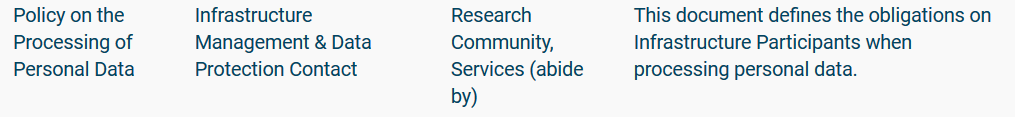 Policy on the
Processing of
Personal Data
Infrastructure
Management & Data
Protection Contact
Research
Community,
Services (abide
by)
This document defines the obligations on
Infrastructure Participants when
processing personal data.